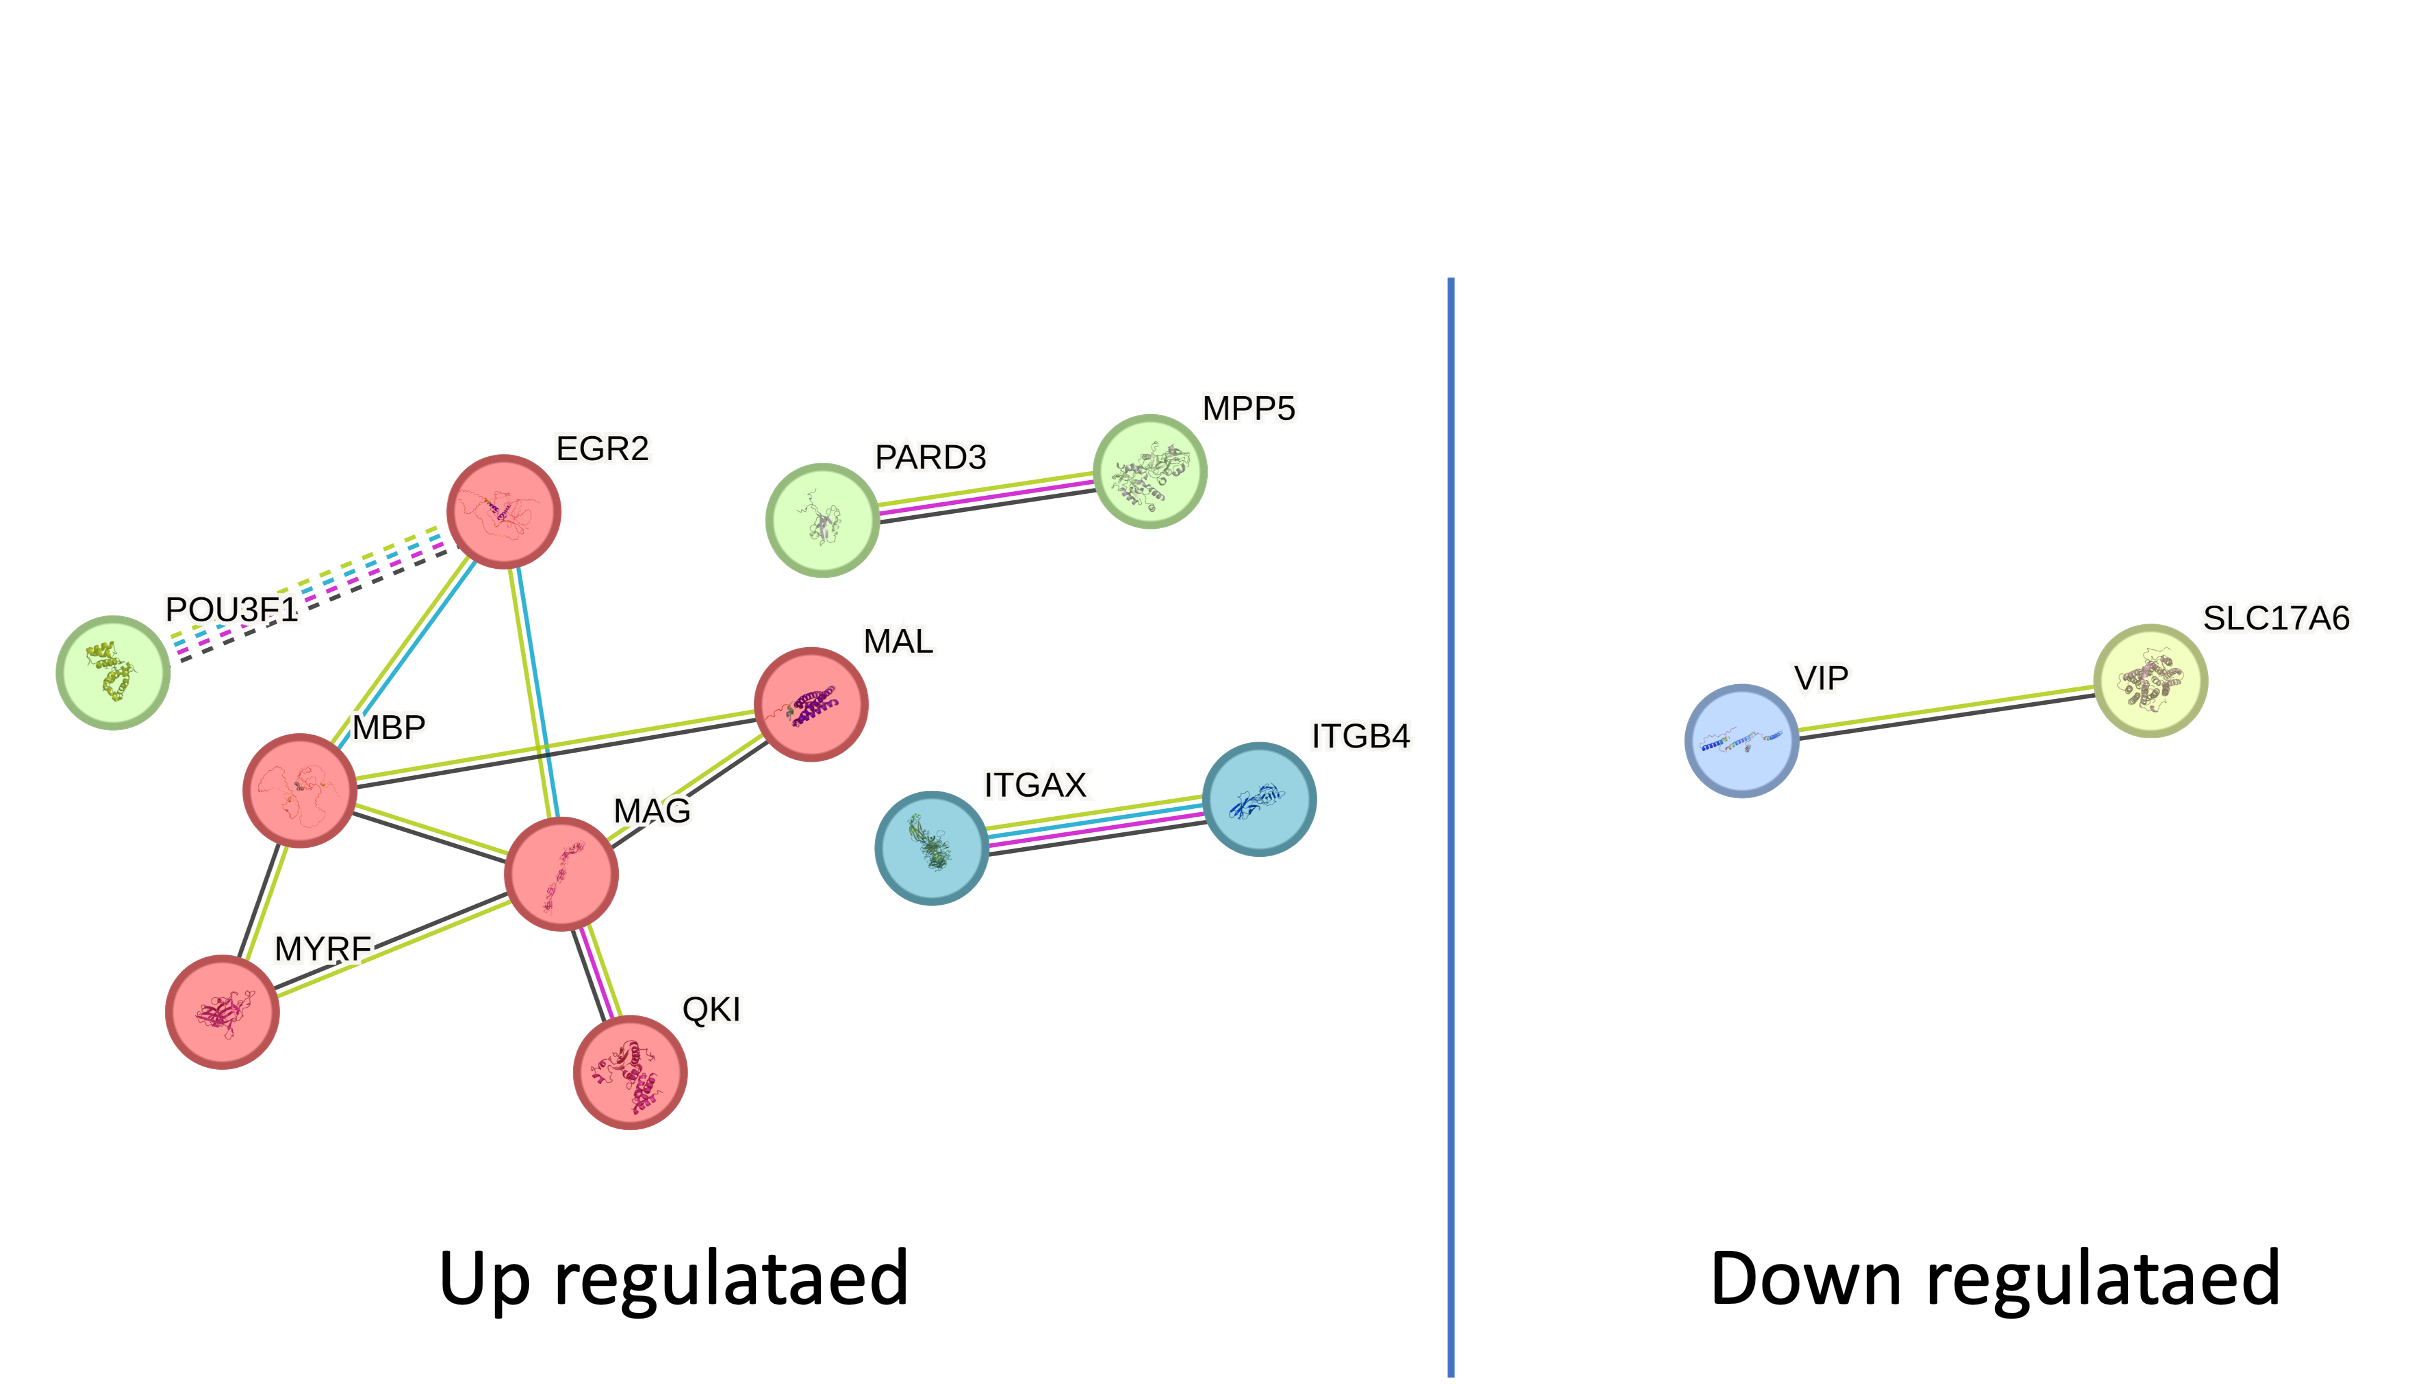 MPP5
EGR2
PARD3
POU3F1
SLC17A6
MAL
VIP
MBP
ITGB4
ITGAX
MAG
MYRF
QKI
Up regulataed
Down regulataed